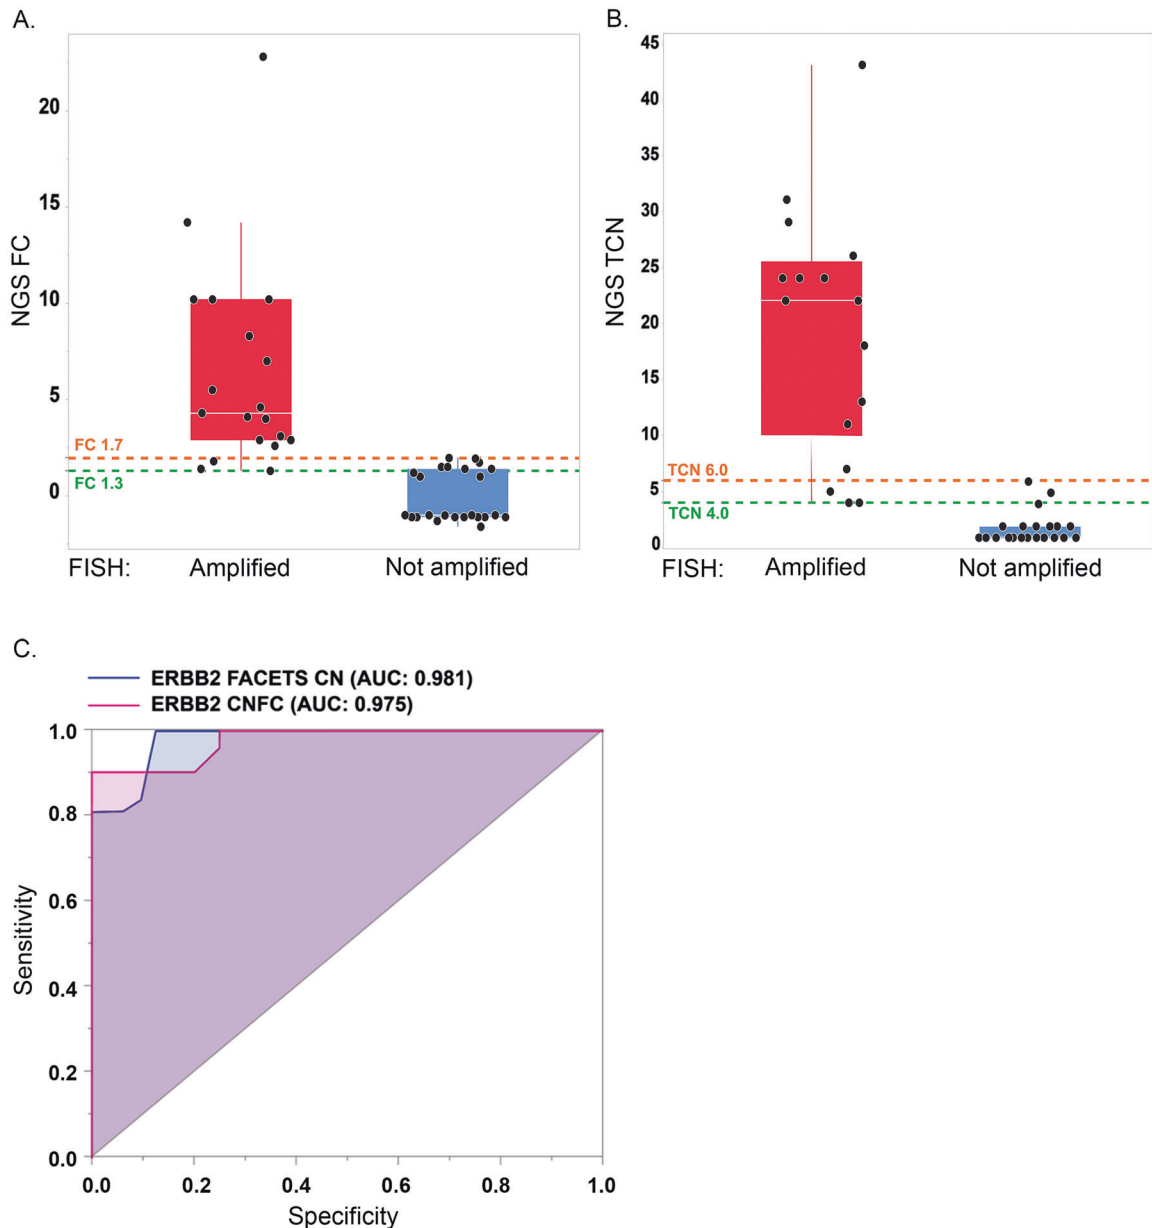 A.
NGS FC
20
15
10
5
0
FC 1.7
FC 1.3
FISH:
Amplified
Not amplified
B.
NGS TCN
45
40
35
30
25
20
15
10
5
0
TCN 6.0
TCN 4.0
FISH:
Amplified
Not amplified
C.
ERBB2 FACETS CN (AUC: 0.981)
ERBB2 CNFC (AUC: 0.975)
Sensitivity
1.0
0.8
0.6
0.4
0.2
0.0
0.0
0.2
0.4
0.6
0.8
1.0
Specificity